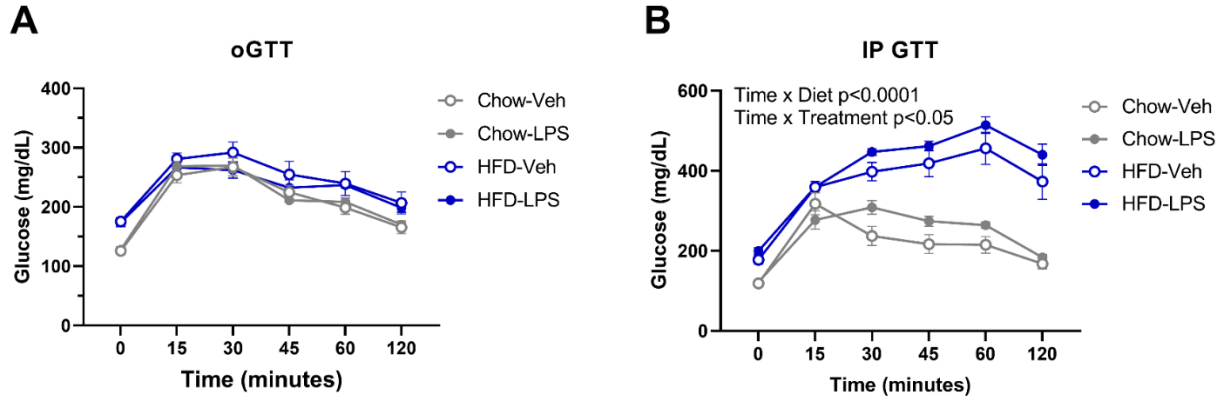 A
oGTT
Glucose (mg/dL)
400
300
200
100
0
0 15 30 45 60 120
Time (minutes)
Chow-Veh
Chow-LPS
HFD-Veh
HFD-LPS
B
IP GTT
Time x Diet p<0.0001
Time x Treatment p<0.05
Glucose (mg/dL)
600
400
200
0
0 15 30 45 60 120
Time (minutes)
Chow-Veh
Chow-LPS
HFD-Veh
HFD-LPS